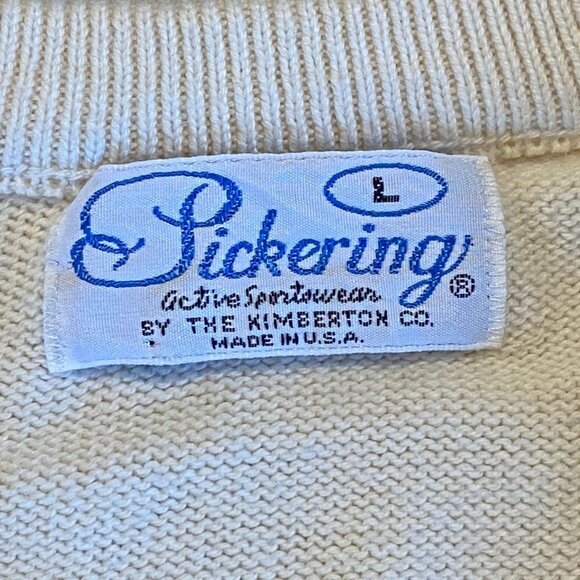 L
Pickering®
active Sportswear
BY THE KIMBERTON CO.
MADE IN U.S.A.